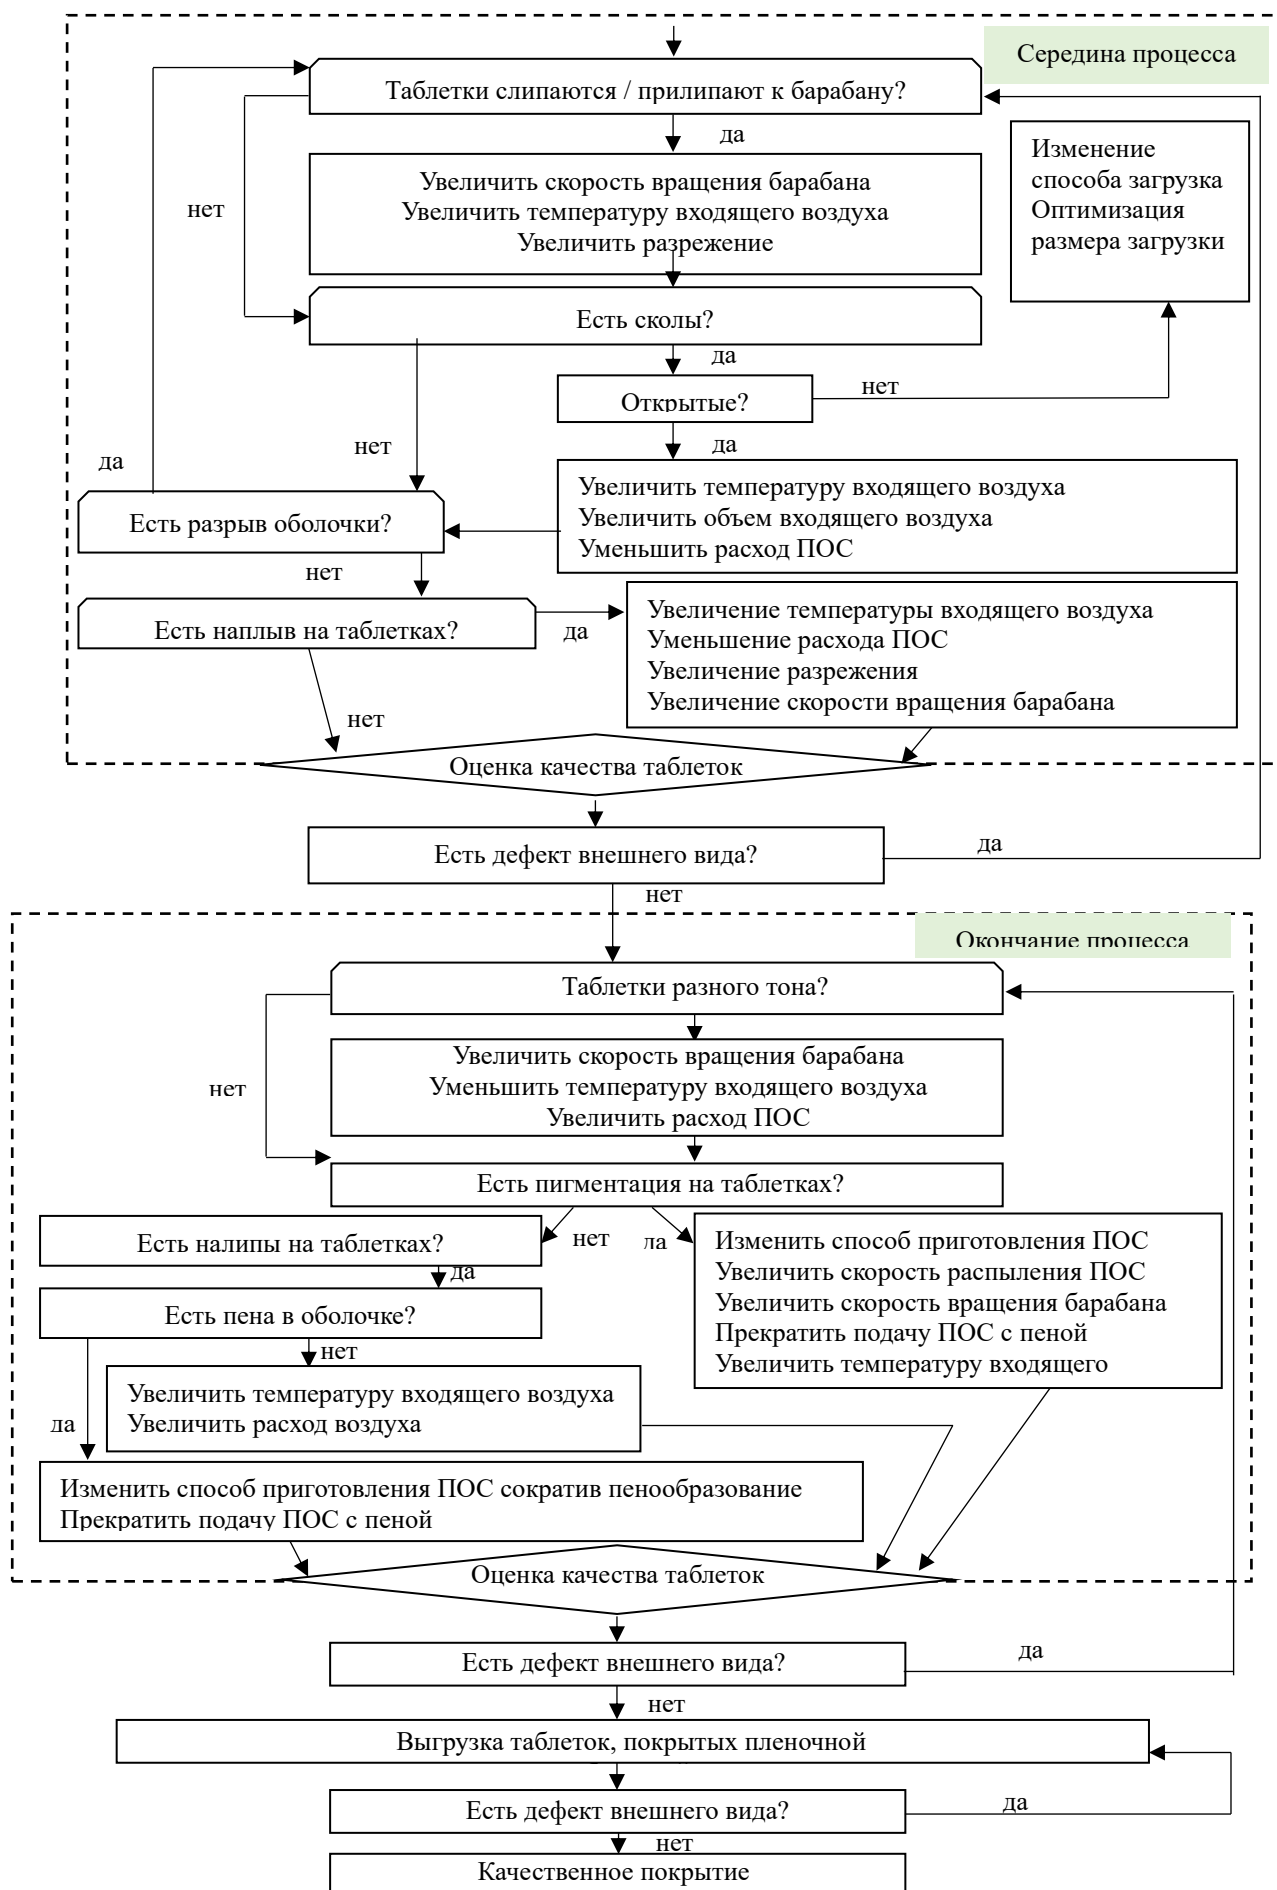 Середина процесса
Таблетки слипаются / прилипают к барабану?
да
Изменение
способа загрузка
Оптимизация
размера загрузки
Увеличить скорость вращения барабана
Увеличить температуру входящего воздуха
Увеличить разрежение
нет
Есть сколы?
да
Открытые?
нет
да
нет
да
Увеличить температуру входящего воздуха
Увеличить объем входящего воздуха
Уменьшить расход ПОС
Есть разрыв оболочки?
нет
Есть наплыв на таблетках?
да
Увеличение температуры входящего воздуха
Уменьшение расхода ПОС
Увеличение разрежения
Увеличение скорости вращения барабана
нет
Оценка качества таблеток
Есть дефект внешнего вида?
да
нет
Окончание процесса
Таблетки разного тона?
Увеличить скорость вращения барабана
Уменьшить температуру входящего воздуха
Увеличить расход ПОС
нет
Есть пигментация на таблетках?
нет
да
Есть налипы на таблетках?
да
Изменить способ приготовления ПОС
Увеличить скорость распыления ПОС
Увеличить скорость вращения барабана
Прекратить подачу ПОС с пеной
Увеличить температуру входящего
Есть пена в оболочке?
нет
Увеличить температуру входящего воздуха
Увеличить расход воздуха
да
Изменить способ приготовления ПОС сократив пенообразование
Прекратить подачу ПОС с пеной
Оценка качества таблеток
Есть дефект внешнего вида?
да
нет
Выгрузка таблеток, покрытых пленочной
Есть дефект внешнего вида?
да
нет
Качественное покрытие